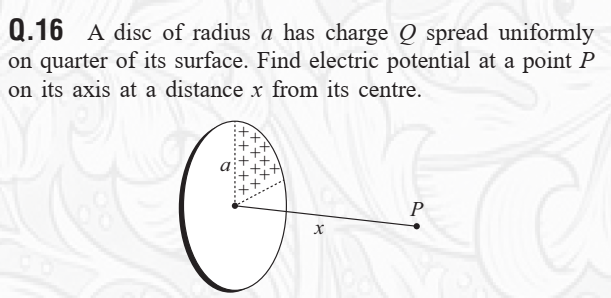 Q.16 A disc of radius a has charge Q spread uniformly
on quarter of its surface. Find electric potential at a point P
on its axis at a distance x from its centre.
+ +
+ + +
+ + +
+ + + +
+ + +
+ +
a
P
x